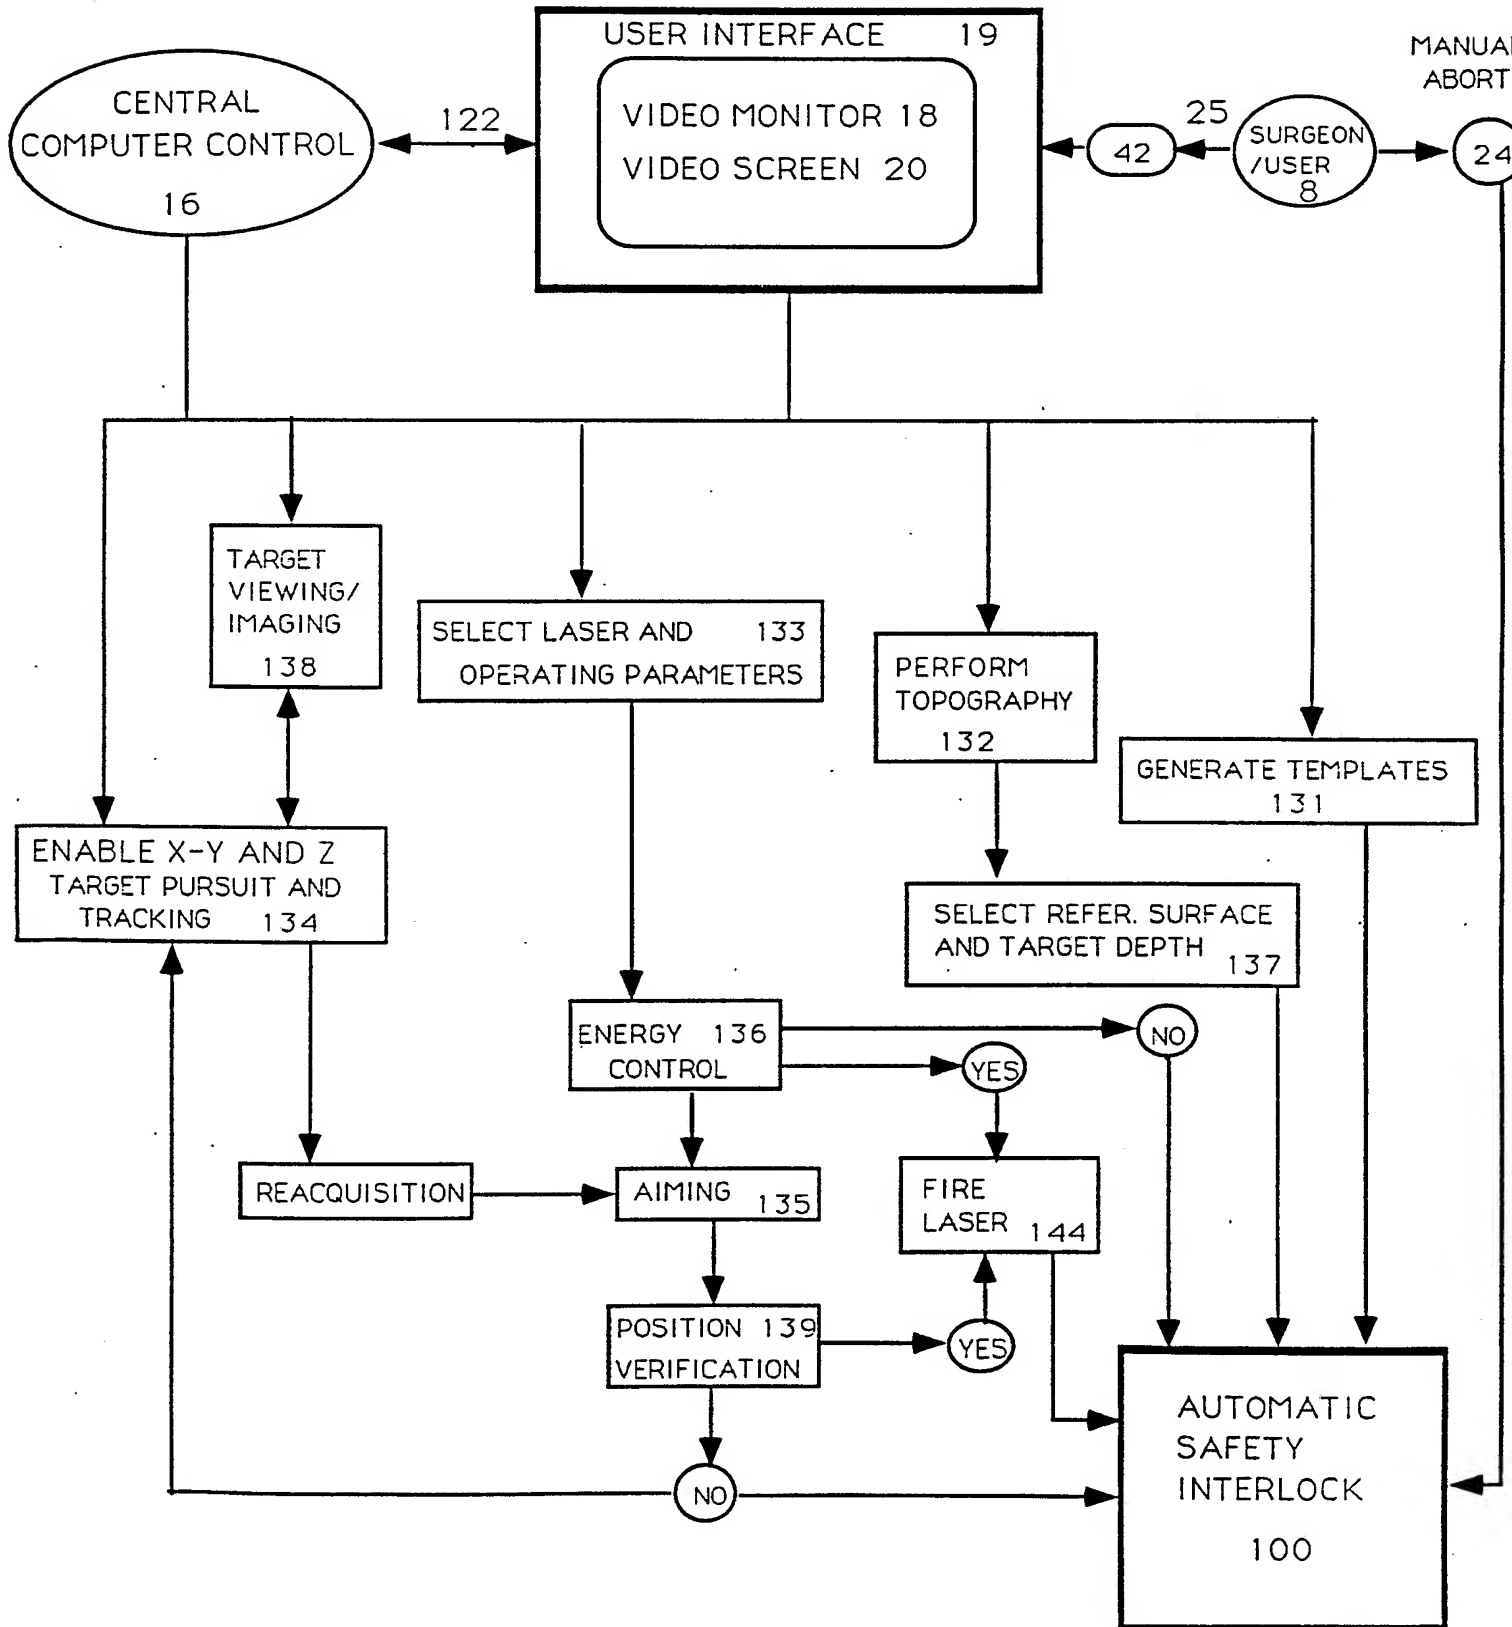 USER INTERFACE 19
MANUAL
ABORT
CENTRAL
COMPUTER CONTROL
16
122
VIDEO MONITOR 18
VIDEO SCREEN 20
42
25
SURGEON
/USER
8
24
TARGET
VIEWING/
IMAGING
138
SELECT LASER AND 133
OPERATING PARAMETERS
PERFORM
TOPOGRAPHY
132
GENERATE TEMPLATES
131
ENABLE X-Y AND Z
TARGET PURSUIT AND
TRACKING 134
SELECT REFER. SURFACE
AND TARGET DEPTH 137
ENERGY 136
CONTROL
NO
YES
REACQUISITION
AIMING 135
FIRE
LASER 144
POSITION 139
VERIFICATION
YES
NO
AUTOMATIC
SAFETY
INTERLOCK
100